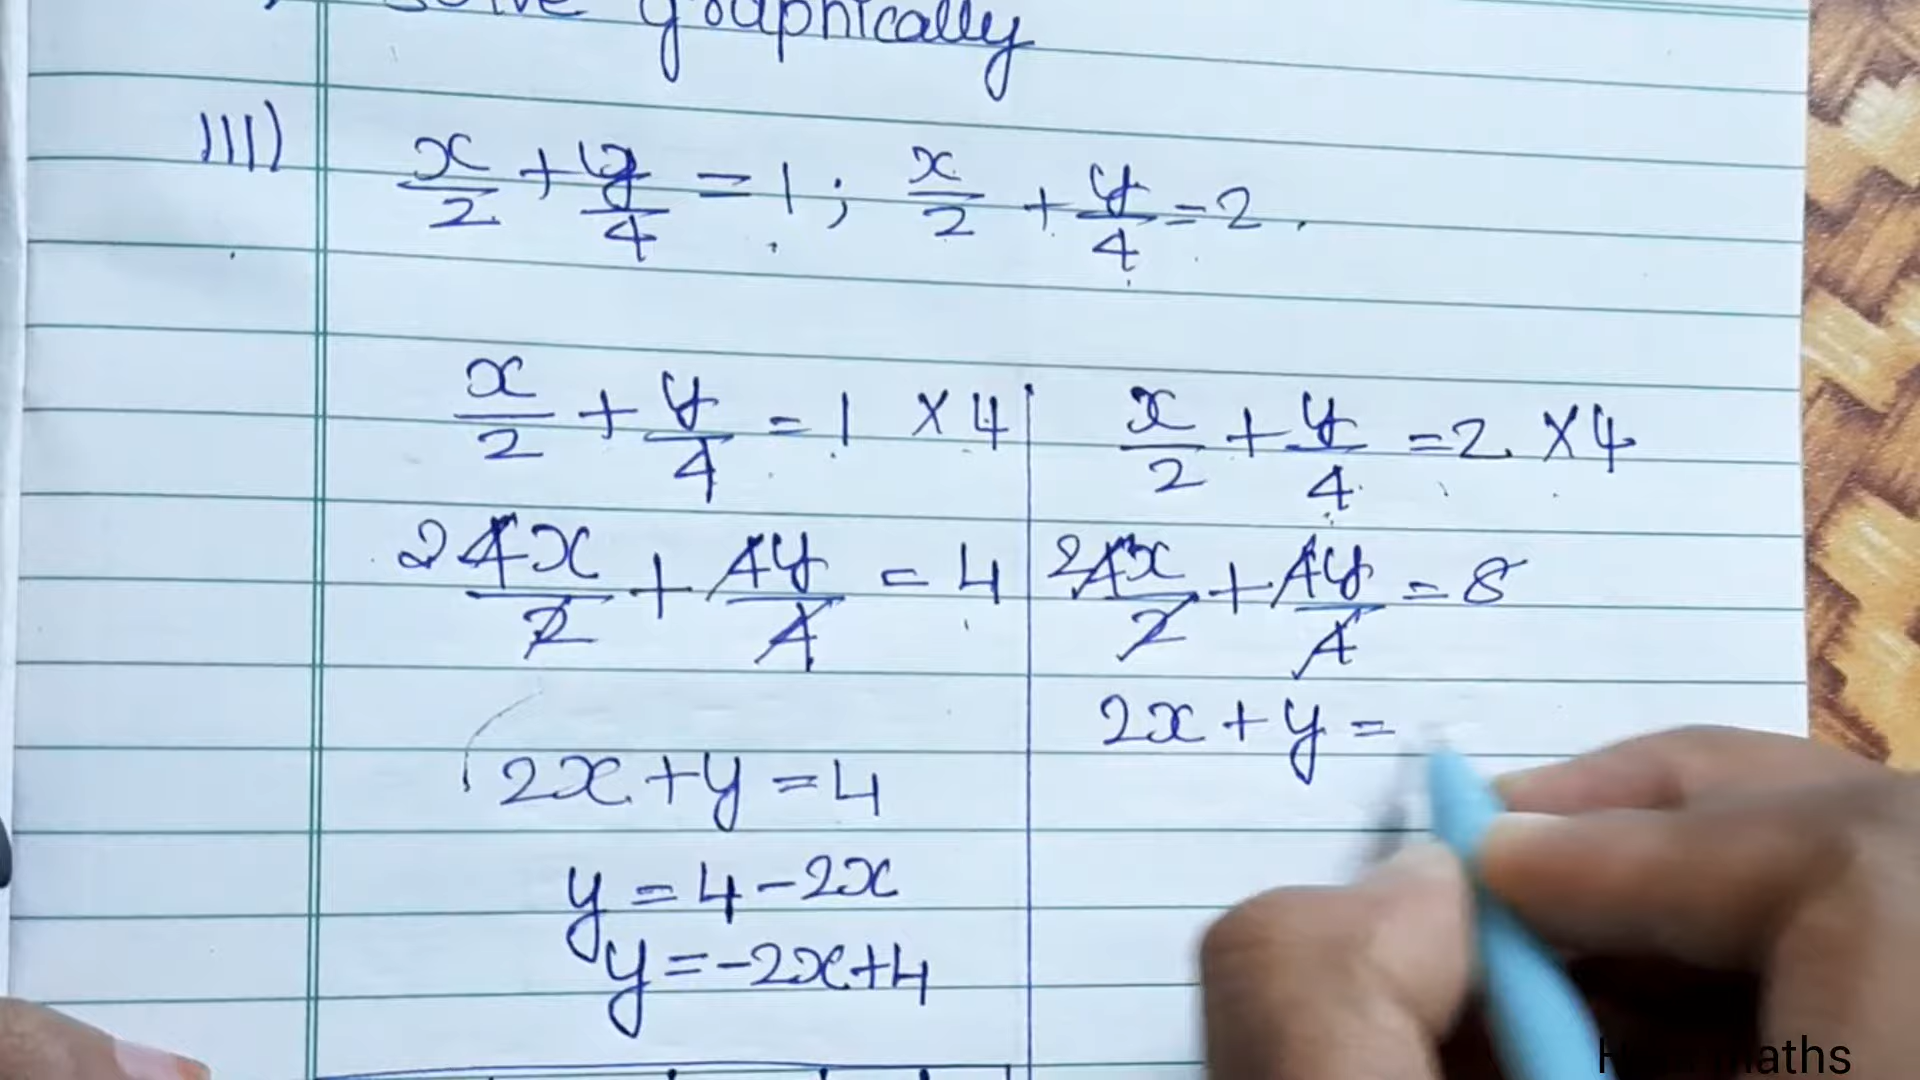 Solve graphically
III) x/2 + y/4 = 1 ; x/2 + y/4 = 2.
x/2 + y/4 = 1 × 4
2 4x/2 + 4y/4 = 4
2x + y = 4
y = 4 - 2x
y = -2x + 4
x/2 + y/4 = 2 × 4
2 4x/2 + 4y/4 = 8
2x + y =
maths